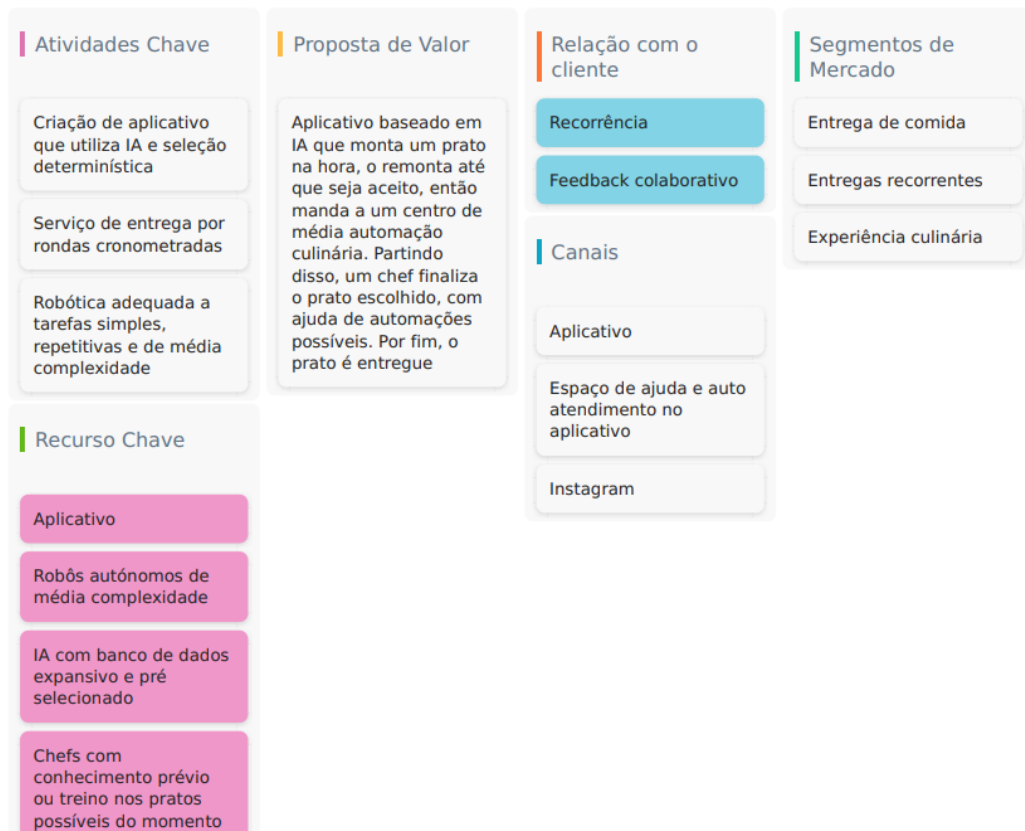 Atividades Chave
Criação de aplicativo
que utiliza IA e seleção
determinística
Serviço de entrega por
rondas cronometradas
Robótica adequada a
tarefas simples,
repetitivas e de média
complexidade
Recurso Chave
Aplicativo
Robôs autónomos de
média complexidade
IA com banco de dados
expansivo e pré
selecionado
Chefs com
conhecimento prévio
ou treino nos pratos
possíveis do momento
Proposta de Valor
Aplicativo baseado em
IA que monta um prato
na hora, o remonta até
que seja aceito, então
manda a um centro de
média automação
culinária. Partindo
disso, um chef finaliza
o prato escolhido, com
ajuda de automações
possíveis. Por fim, o
prato é entregue
Relação com o
cliente
Recorrência
Feedback colaborativo
Canais
Aplicativo
Espaço de ajuda e auto
atendimento no
aplicativo
Instagram
Segmentos de
Mercado
Entrega de comida
Entregas recorrentes
Experiência culinária